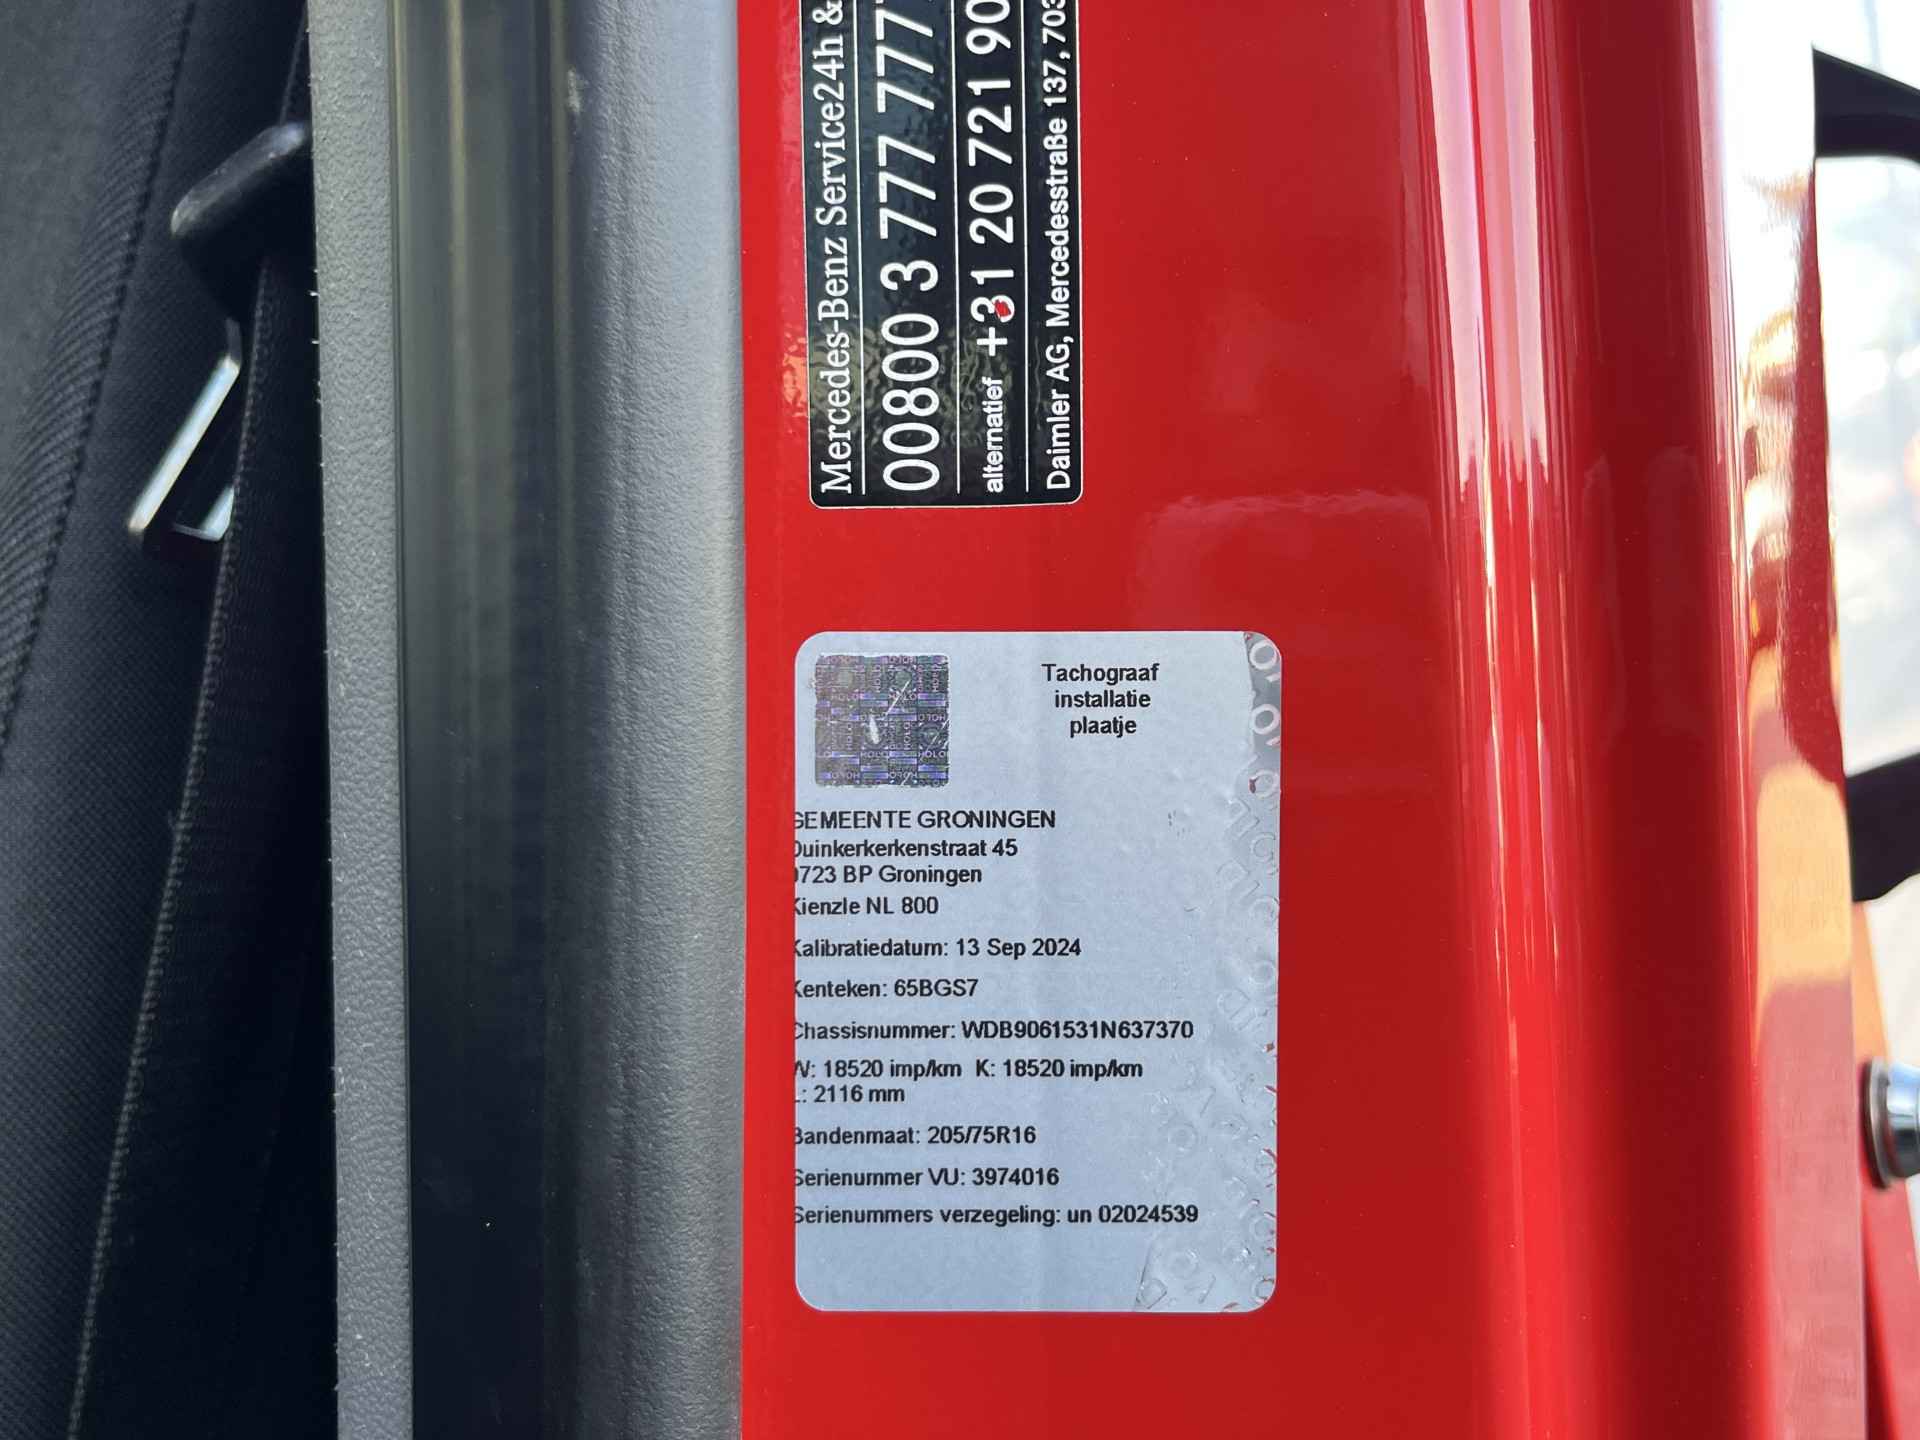 Mercedes-Benz Service24h &
00800 3 777 777
alternatief +31 20 721 90
Daimler AG, Mercedesstraße 137, 703
Tachograaf
installatie
plaatje
GEMEENTE GRONINGEN
Duinkerkerkenstraat 45
9723 BP Groningen
Kienzle NL 800
Kalibratiedatum: 13 Sep 2024
Kenteken: 65BGS7
Chassisnummer: WDB9061531N637370
W: 18520 imp/km K: 18520 imp/km
L: 2116 mm
Bandenmaat: 205/75R16
Serienummer VU: 3974016
Serienummers verzegeling: un 02024539